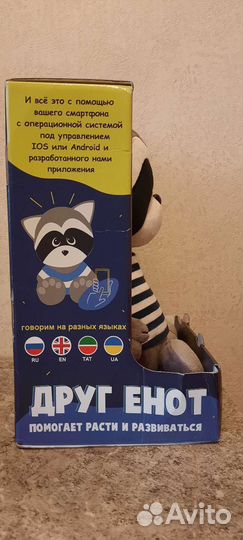 И всё это с помощью
вашего смартфона
с операционной системой
под управлением
IOS или Android и
разработанного нами
приложения
говорим на разных языках
RU EN TAT UA
ДРУГ ЕНОТ
ПОМОГАЕТ РАСТИ И РАЗВИВАТЬСЯ
Avito